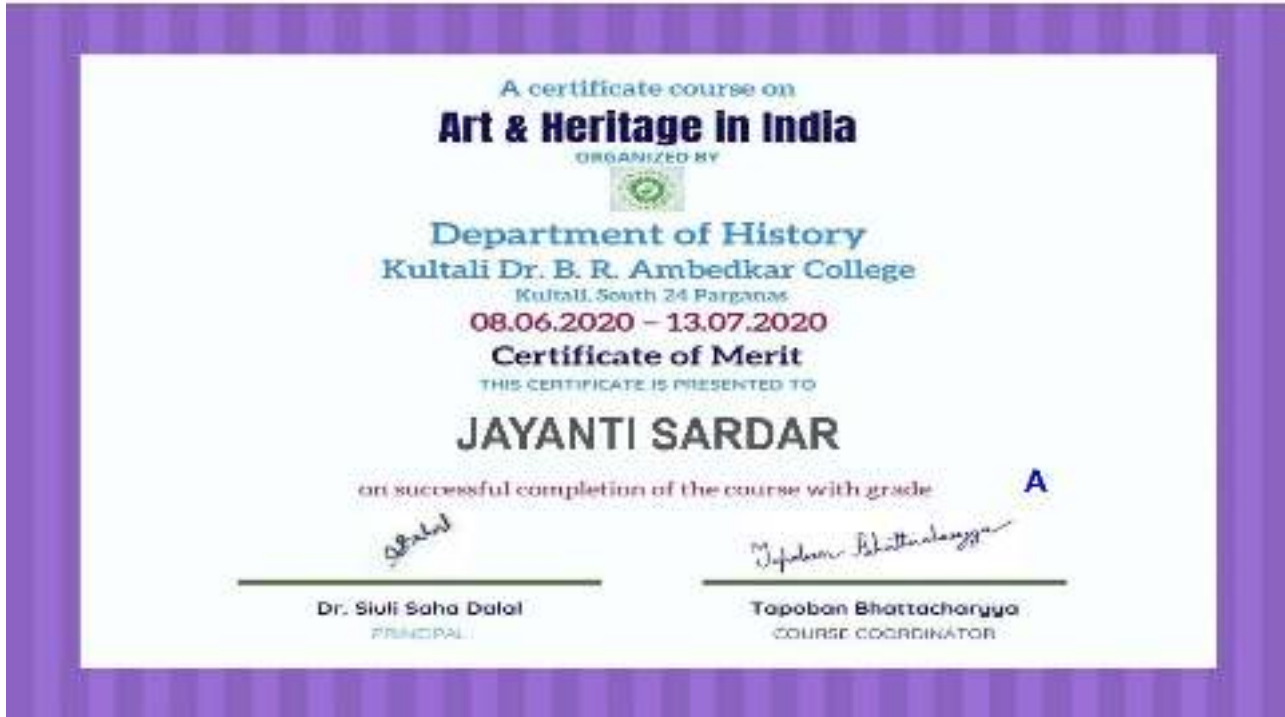 A certificate course on
Art & Heritage in India
ORGANIZED BY
Department of History
Kultali Dr. B. R. Ambedkar College
Kultali, South 24 Parganas
08.06.2020 – 13.07.2020
Certificate of Merit
THIS CERTIFICATE IS PRESENTED TO
JAYANTI SARDAR
on successful completion of the course with grade A
Tapoban Bhattacharyya
Dr. Siuli Saha Dalal
Tapoban Bhattacharyya
PRINCIPAL
COURSE COORDINATOR